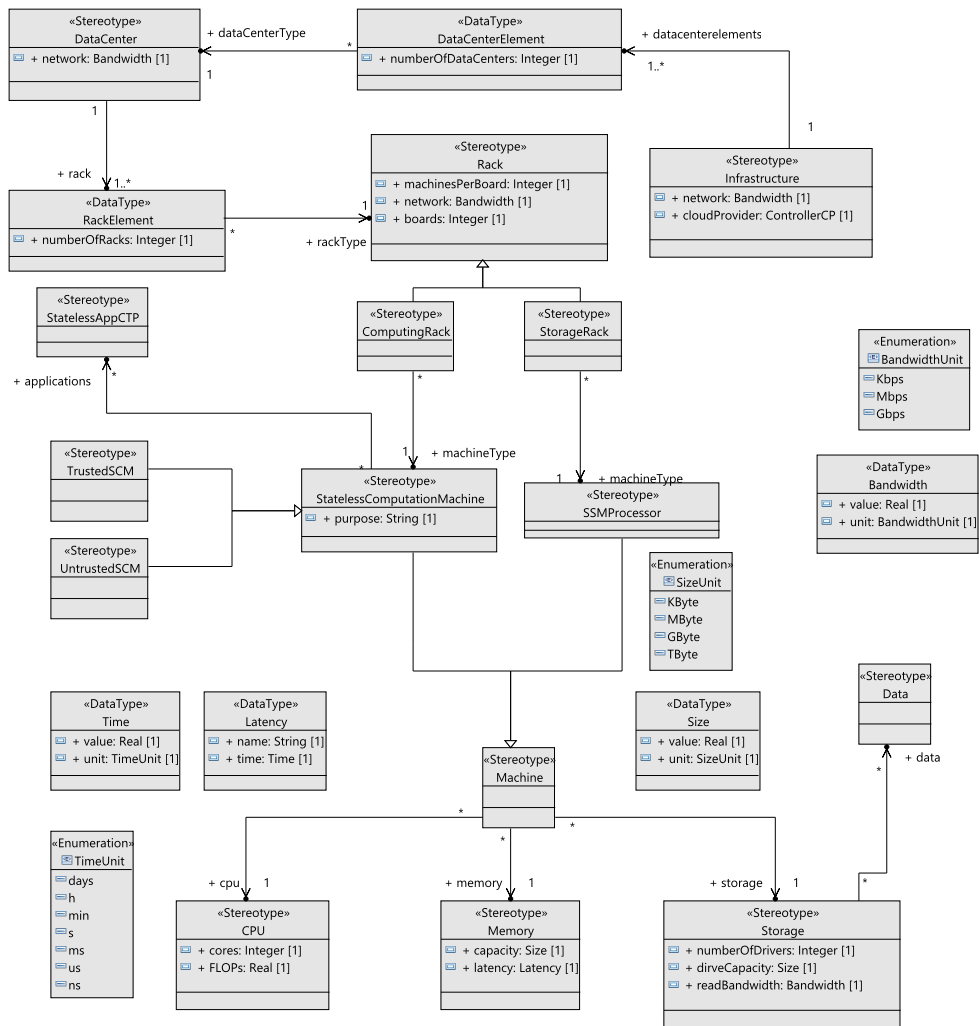 «Stereotype»
DataCenter
+ network: Bandwidth [1]
+ dataCenterType
*
1
«DataType»
DataCenterElement
+ numberOfDataCenters: Integer [1]
+ datacenterelements
1..*
1
1
+ rack
1..*
«DataType»
RackElement
+ numberOfRacks: Integer [1]
*
1
+ rackType
«Stereotype»
Rack
+ machinesPerBoard: Integer [1]
+ network: Bandwidth [1]
+ boards: Integer [1]
«Stereotype»
Infrastructure
+ network: Bandwidth [1]
+ cloudProvider: ControllerCP [1]
«Stereotype»
StatelessAppCTP
+ applications
*
«Stereotype»
ComputingRack
*
«Stereotype»
StorageRack
*
«Enumeration»
BandwidthUnit
Kbps
Mbps
Gbps
1
+ machineType
*
1
+ machineType
«Stereotype»
TrustedSCM
«Stereotype»
StatelessComputationMachine
+ purpose: String [1]
«Stereotype»
SSMProcessor
«DataType»
Bandwidth
+ value: Real [1]
+ unit: BandwidthUnit [1]
«Stereotype»
UntrustedSCM
«Enumeration»
SizeUnit
KByte
MByte
GByte
TByte
«Stereotype»
Data
*
+ data
«DataType»
Time
+ value: Real [1]
+ unit: TimeUnit [1]
«DataType»
Latency
+ name: String [1]
+ time: Time [1]
«DataType»
Size
+ value: Real [1]
+ unit: SizeUnit [1]
«Stereotype»
Machine
*
*
*
«Enumeration»
TimeUnit
days
h
min
s
ms
us
ns
+ cpu
1
+ memory
1
+ storage
1
*
«Stereotype»
CPU
+ cores: Integer [1]
+ FLOPs: Real [1]
«Stereotype»
Memory
+ capacity: Size [1]
+ latency: Latency [1]
«Stereotype»
Storage
+ numberOfDrivers: Integer [1]
+ dirveCapacity: Size [1]
+ readBandwidth: Bandwidth [1]